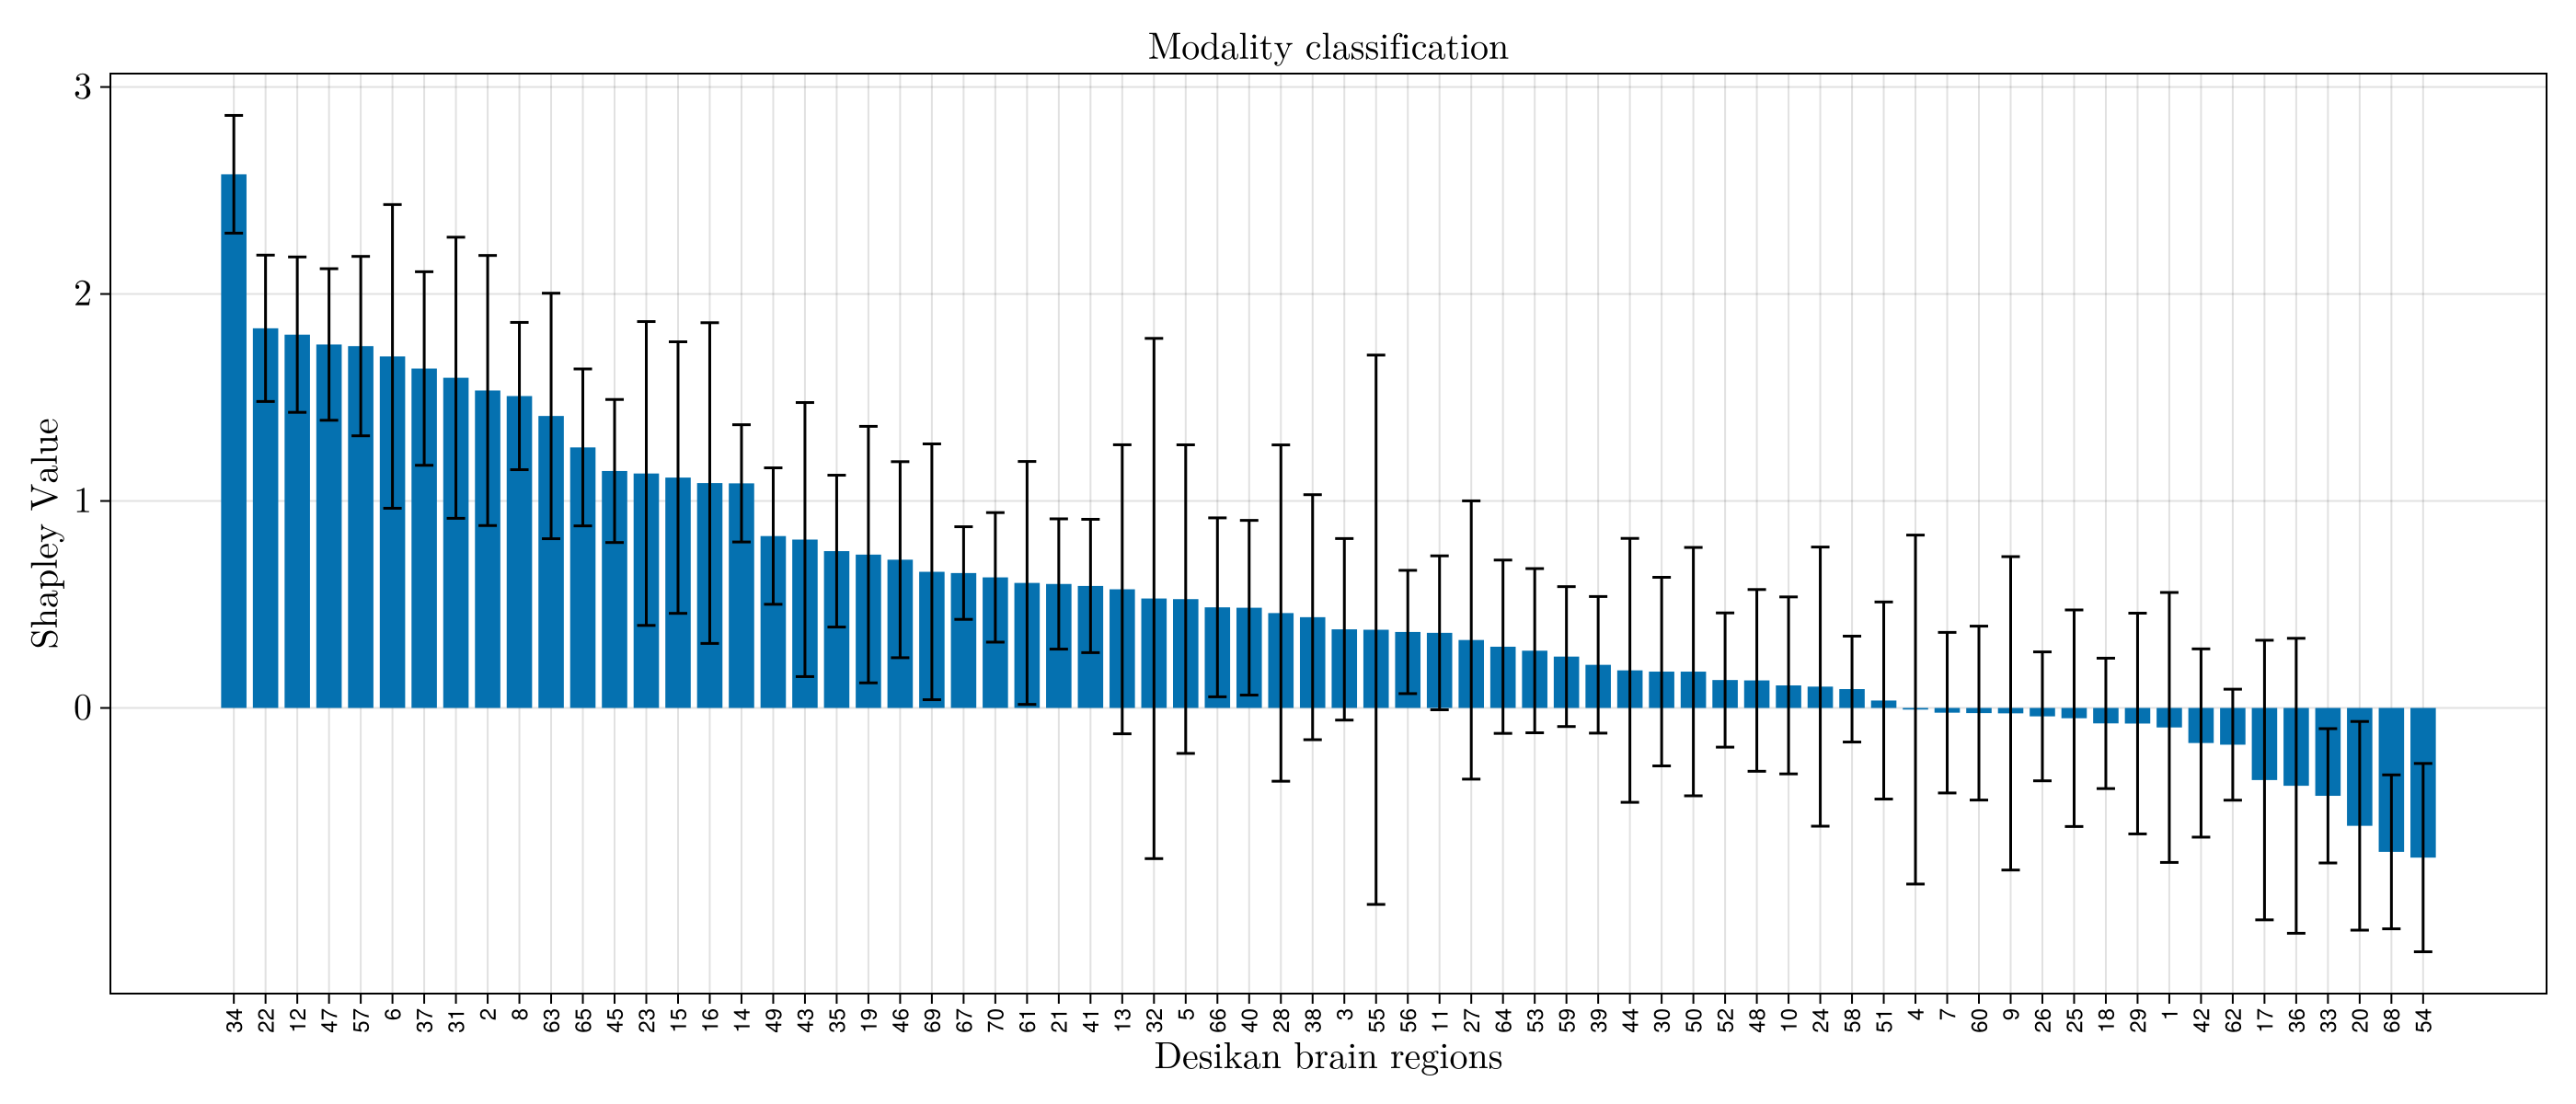 Modality classification
3
2
1
0
Shapley Value
34 22 12 47 57 6 37 31 2 8 63 65 45 23 15 16 14 49 43 35 19 46 69 67 70 61 21 41 13 32 5 66 40 28 38 3 55 56 11 27 64 53 59 39 44 30 50 52 48 10 24 58 51 4 7 60 9 26 25 18 29 1 42 62 17 36 33 20 68 54
Desikan brain regions